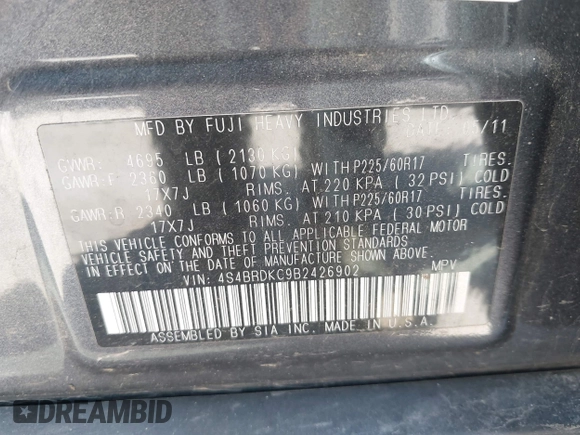 MFD BY FUJI HEAVY INDUSTRIES LTD.
/11
GVWR: 4695 LB (2130 KG)
GAWR:F 2360 LB (1070 KG) WITH P225/60R17 TIRES.
17X7J RIMS. AT 220 KPA (32 PSI) COLD
GAWR:R 2340 LB (1060 KG) WITH P225/60R17 TIRES.
17X7J RIMS. AT 210 KPA (30 PSI) COLD
THIS VEHICLE CONFORMS TO ALL APPLICABLE FEDERAL MOTOR
VEHICLE SAFETY AND BUMPER STANDARDS
IN EFFECT ON THE DATE OF MANUFACTURE SHOWN ABOVE.
VIN: 4S4BRDKC9B2426902 MPV
ASSEMBLED BY SIA INC. MADE IN U.S.A.
DREAMBID